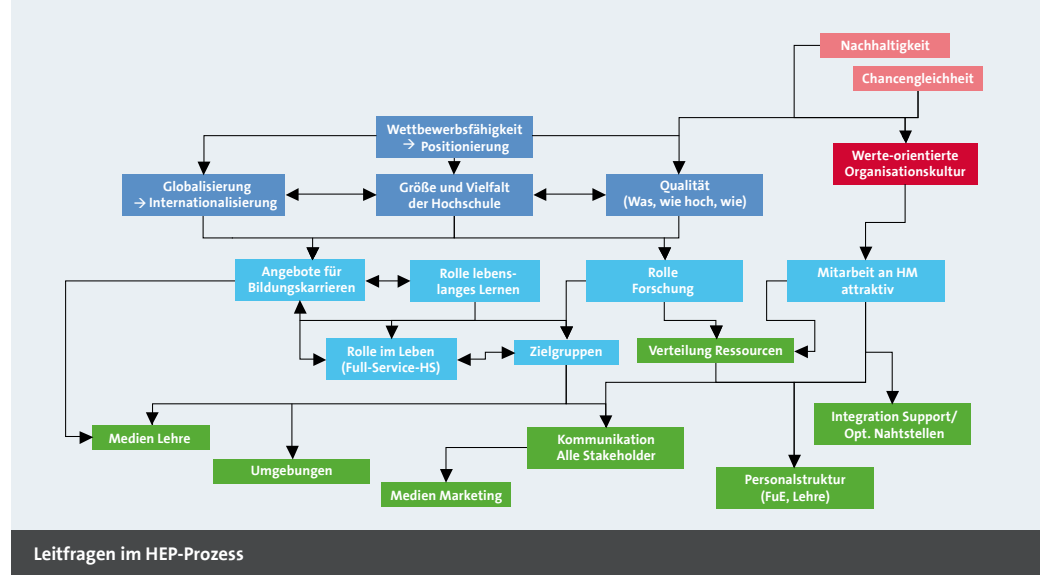 Nachhaltigkeit
Chancengleichheit
Wettbewerbsfähigkeit
→ Positionierung
Werte-orientierte
Organisationskultur
Globalisierung
→ Internationalisierung
Größe und Vielfalt
der Hochschule
Qualität
(Was, wie hoch, wie)
Angebote für
Bildungskarrieren
Rolle lebens-
langes Lernen
Rolle
Forschung
Mitarbeit an HM
attraktiv
Rolle im Leben
(Full-Service-HS)
Zielgruppen
Verteilung Ressourcen
Medien Lehre
Umgebungen
Kommunikation
Alle Stakeholder
Integration Support/
Opt. Nahtstellen
Medien Marketing
Personalstruktur
(FuE, Lehre)
Leitfragen im HEP-Prozess